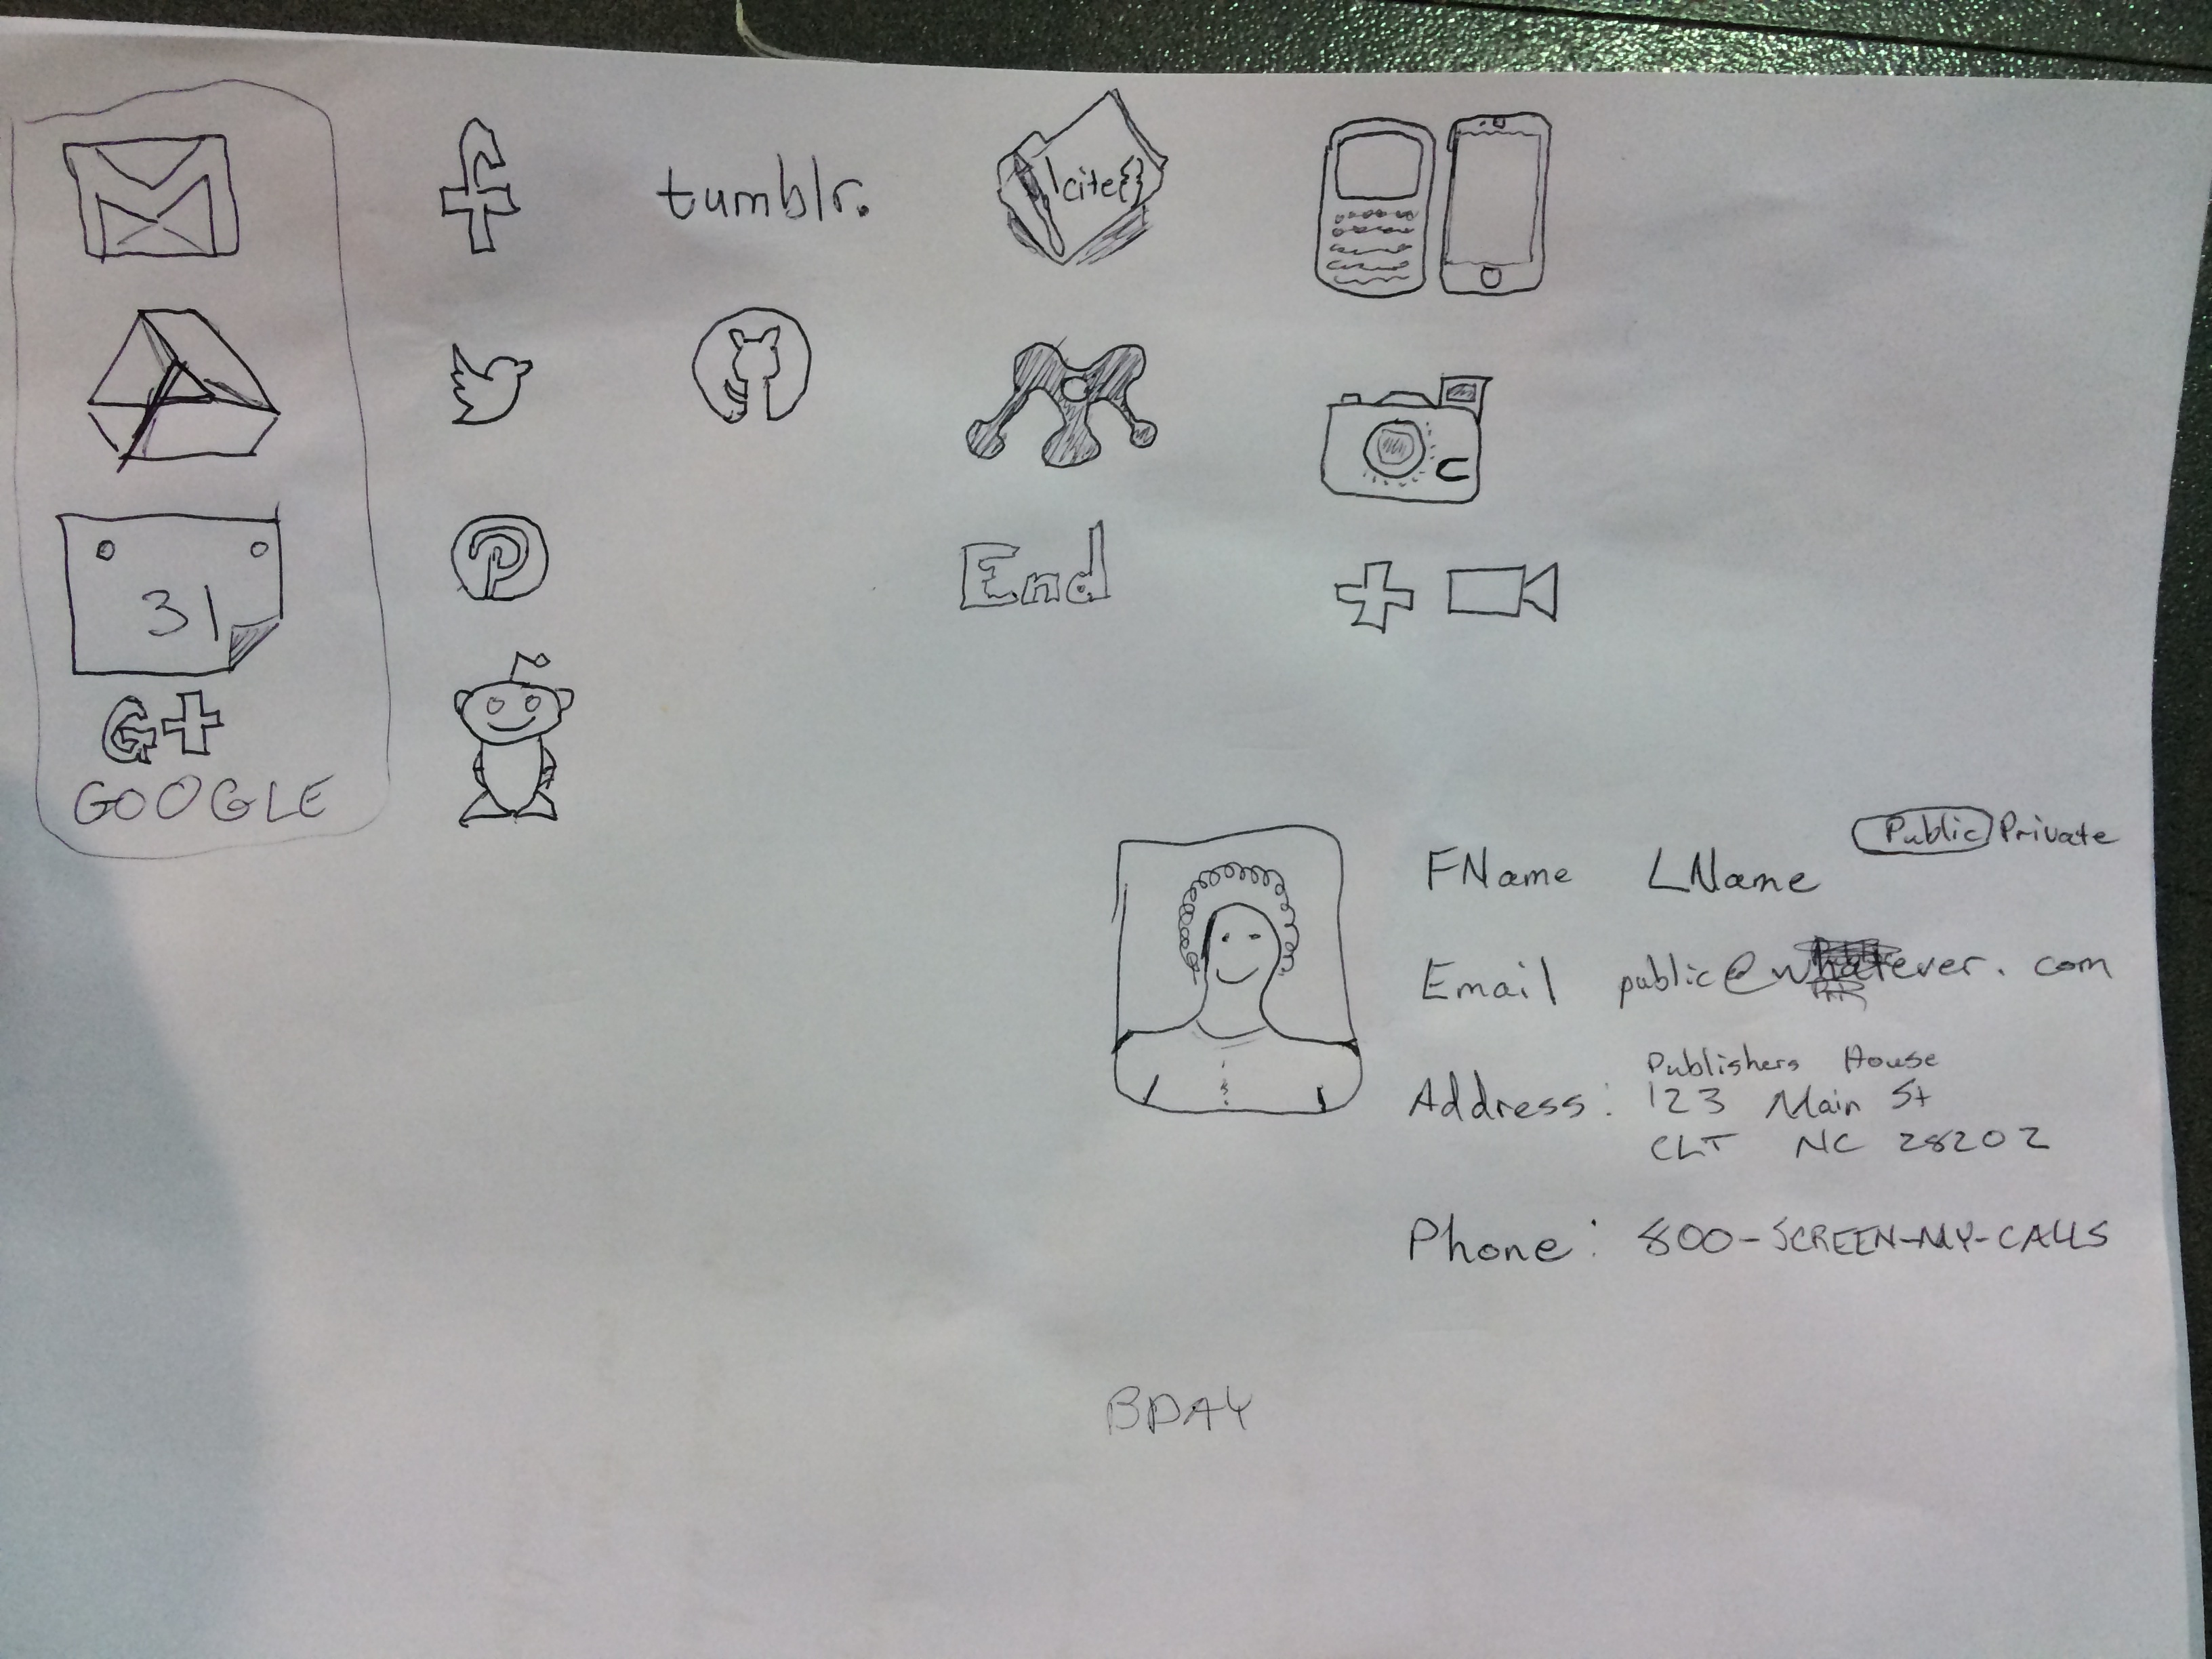 tumblr.
\cite{}
End
31
G+
GOOGLE
Public Private
FName LName
Email public@whatever.com
Address: Publishers House
123 Main St
CLT NC 28202
Phone: 800-SCREEN-MY-CALLS
BDAY